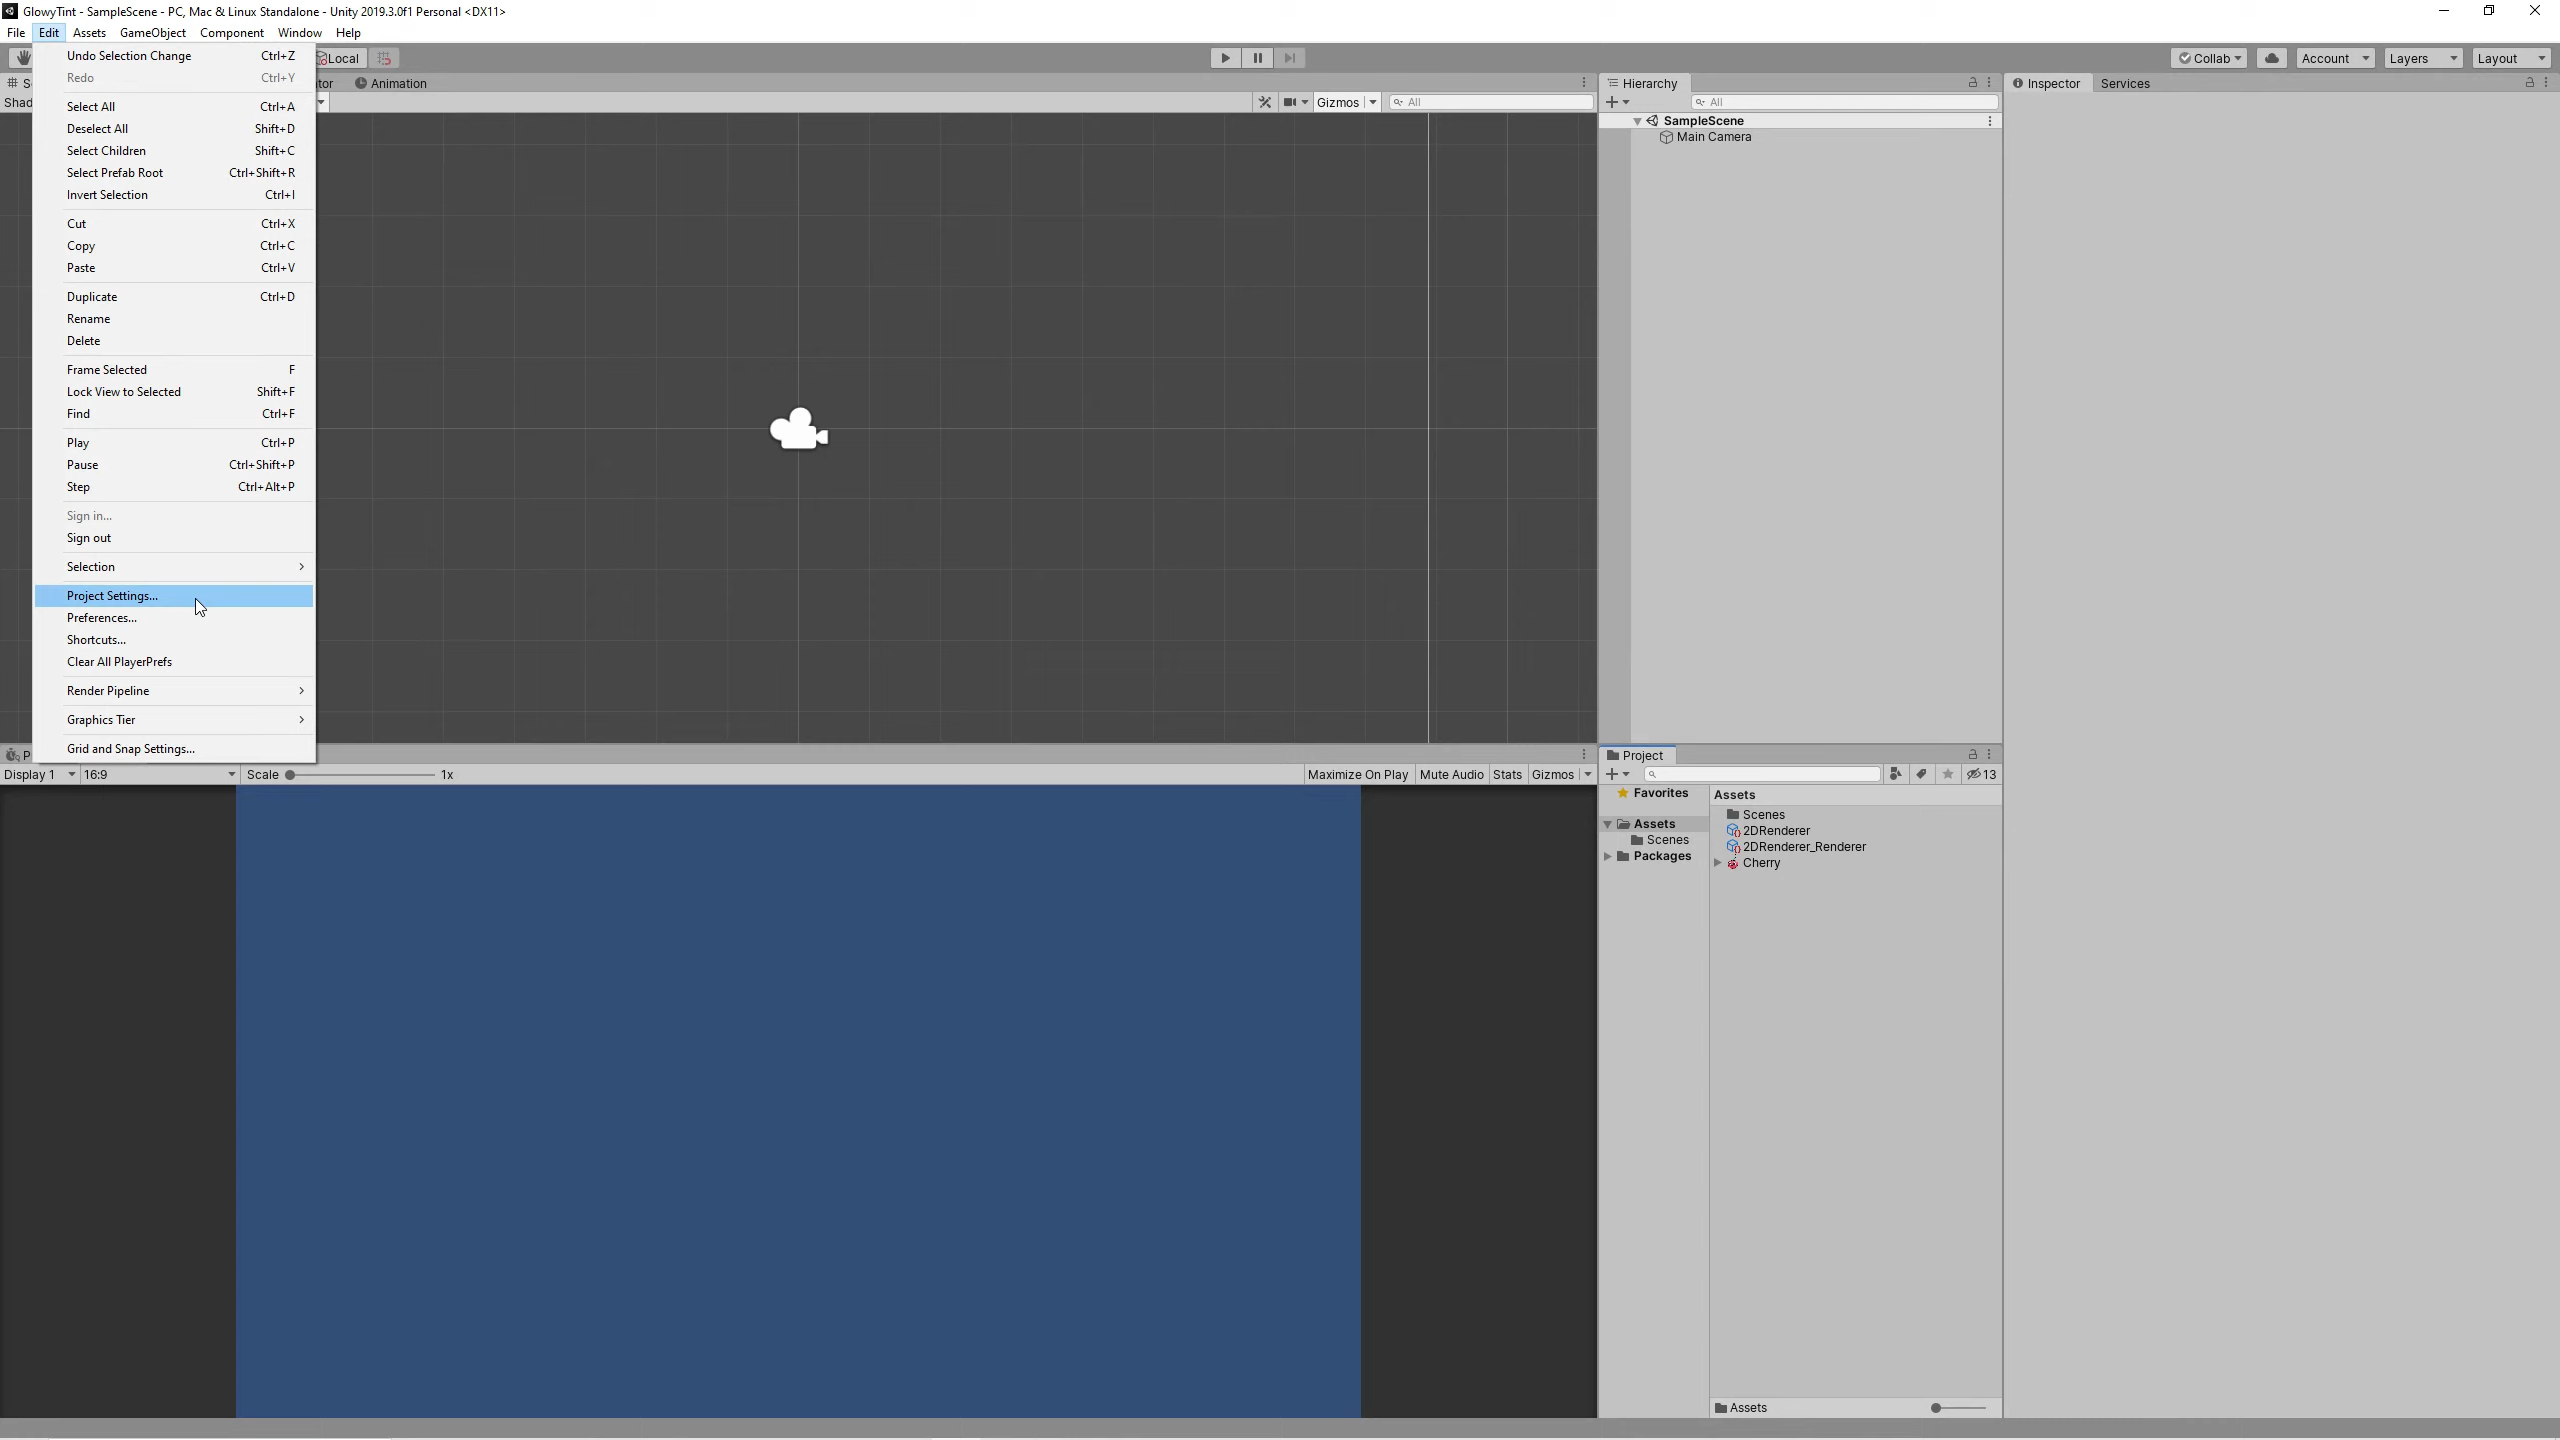 GlowyTint - SampleScene - PC, Mac & Linux Standalone - Unity 2019.3.0f1 Personal <DX11>
File Edit Assets GameObject Component Window Help
Local Collab Account Layers Layout
Undo Selection Change Ctrl+Z
Redo Ctrl+Y
Select All Ctrl+A
Deselect All Shift+D
Select Children Shift+C
Select Prefab Root Ctrl+Shift+R
Invert Selection Ctrl+I
Cut Ctrl+X
Copy Ctrl+C
Paste Ctrl+V
Duplicate Ctrl+D
Rename
Delete
Frame Selected F
Lock View to Selected Shift+F
Find Ctrl+F
Play Ctrl+P
Pause Ctrl+Shift+P
Step Ctrl+Alt+P
Sign in...
Sign out
Selection
Project Settings...
Preferences...
Shortcuts...
Clear All PlayerPrefs
Render Pipeline
Graphics Tier
Grid and Snap Settings...
tor Animation
Shad Gizmos All
Hierarchy
All
SampleScene
Main Camera
Inspector Services
P
Display 1 16:9 Scale 1x Maximize On Play Mute Audio Stats Gizmos
Project
13
Favorites
Assets
Scenes
Packages
Assets
Scenes
2DRenderer
2DRenderer_Renderer
Cherry
Assets